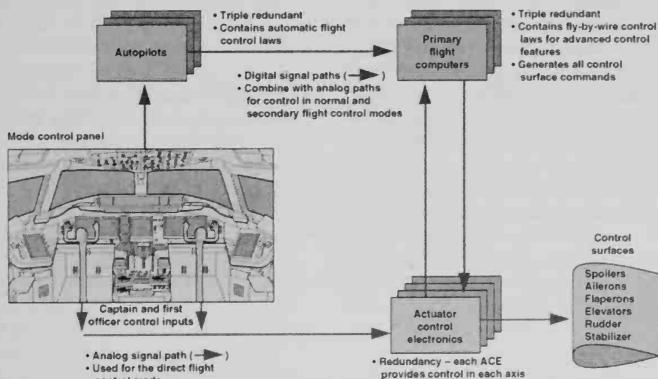 • Triple redundant
• Contains automatic flight
control laws
Autopilots
Primary
flight
computers
• Triple redundant
• Contains fly-by-wire control
laws for advanced control
features
• Generates all control
surface commands
• Digital signal paths
• Combine with analog paths
for control in normal and
secondary flight control modes
Mode control panel
Captain and first
officer control inputs
• Analog signal path
• Used for the direct flight
Actuator
control
electronics
• Redundancy – each ACE
provides control in each axis
Control
surfaces
Spoilers
Ailerons
Flaperons
Elevators
Rudder
Stabilizer